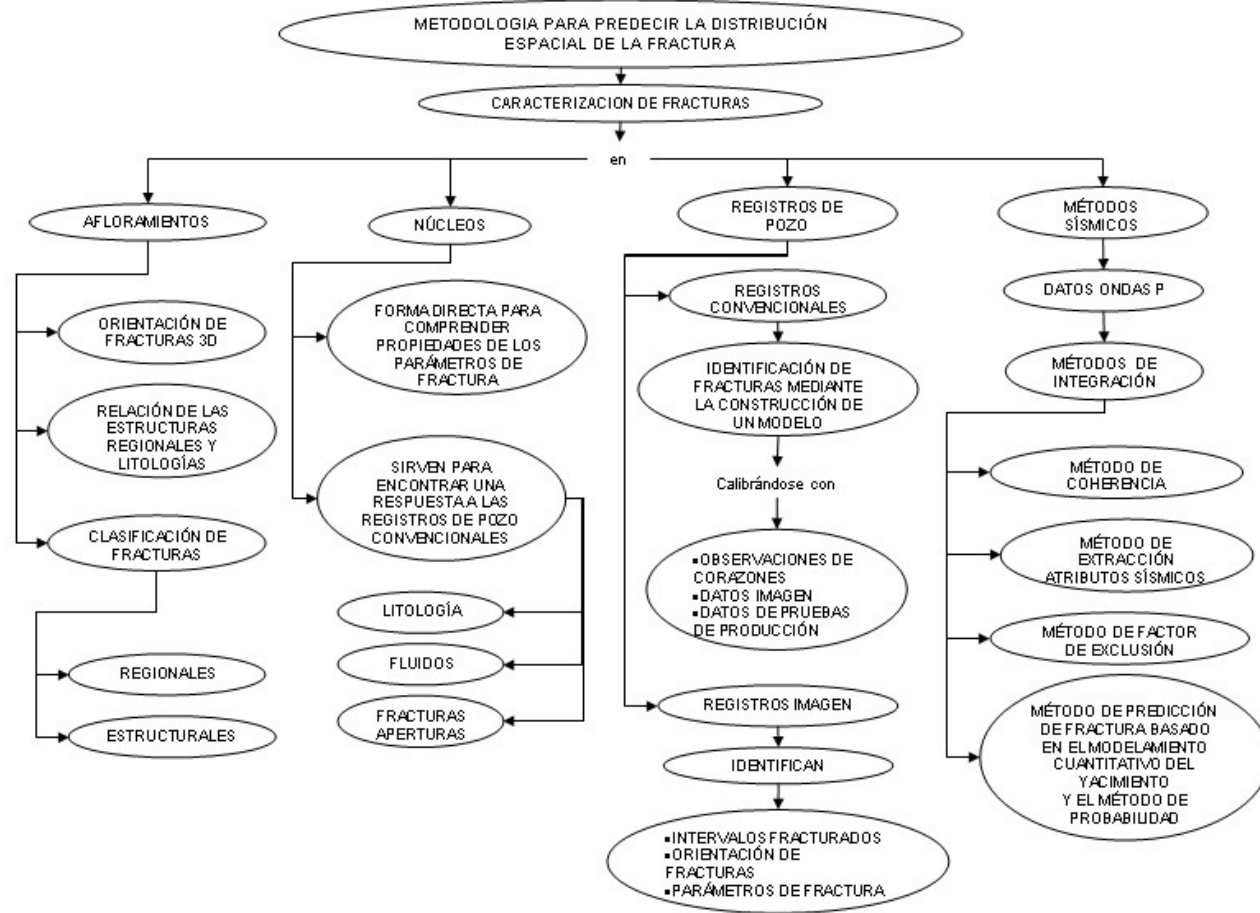 METODOLOGIA PARA PREDECIR LA DISTRIBUCIÓN
ESPACIAL DE LA FRACTURA
CARACTERIZACION DE FRACTURAS
en
AFLORAMIENTOS
ORIENTACIÓN DE
FRACTURAS 3D
RELACIÓN DE LAS
ESTRUCTURAS
REGIONALES Y
LITOLOGÍAS
CLASIFICACIÓN DE
FRACTURAS
REGIONALES
ESTRUCTURALES
NÚCLEOS
FORMA DIRECTA PARA
COMPRENDER
PROPIEDADES DE LOS
PARÁMETROS DE
FRACTURA
SIRVEN PARA
ENCONTRAR UNA
RESPUESTA A LAS
REGISTROS DE POZO
CONVENCIONALES
LITOLOGÍA
FLUIDOS
FRACTURAS
APERTURAS
REGISTROS DE
POZO
REGISTROS
CONVENCIONALES
IDENTIFICACIÓN DE
FRACTURAS MEDIANTE
LA CONSTRUCCIÓN DE
UN MODELO
Calibrándose con
▪OBSERVACIONES DE
CORAZONES
▪DATOS IMAGEN
▪DATOS DE PRUEBAS
DE PRODUCCIÓN
REGISTROS IMAGEN
IDENTIFICAN
▪INTERVALOS FRACTURADOS
▪ORIENTACIÓN DE
FRACTURAS
▪PARÁMETROS DE FRACTURA
MÉTODOS
SÍSMICOS
DATOS ONDAS P
MÉTODOS DE
INTEGRACIÓN
MÉTODO DE
COHERENCIA
MÉTODO DE
EXTRACCIÓN
ATRIBUTOS SÍSMICOS
MÉTODO DE FACTOR
DE EXCLUSIÓN
MÉTODO DE PREDICCIÓN
DE FRACTURA BASADO
EN EL MODELAMIENTO
CUANTITATIVO DEL
YACIMIENTO
Y EL MÉTODO DE
PROBABILIDAD